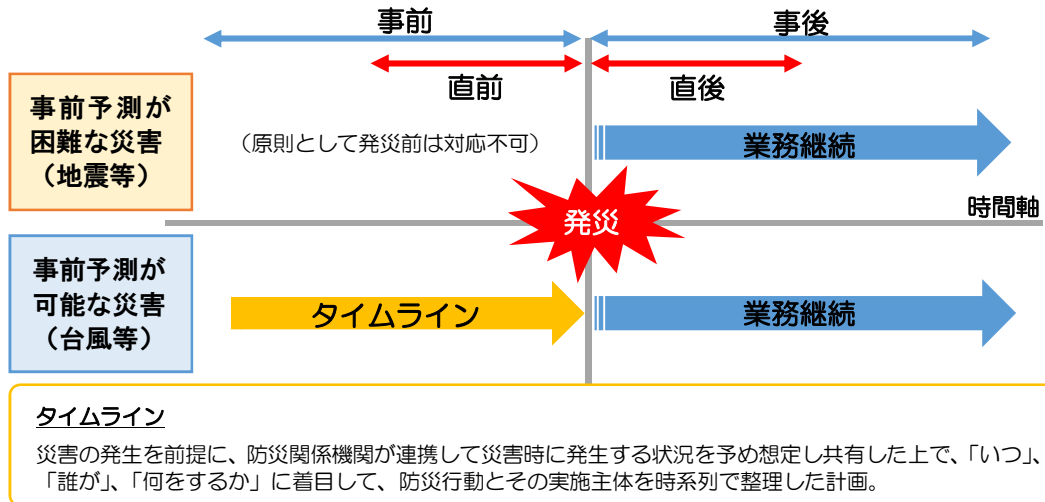 事前
事後
直前
直後
事前予測が
困難な災害
（地震等）
（原則として発災前は対応不可）
業務継続
発災
時間軸
事前予測が
可能な災害
（台風等）
タイムライン
業務継続
タイムライン
災害の発生を前提に、防災関係機関が連携して災害時に発生する状況を予め想定し共有した上で、「いつ」、
「誰が」、「何をするか」に着目して、防災行動とその実施主体を時系列で整理した計画。